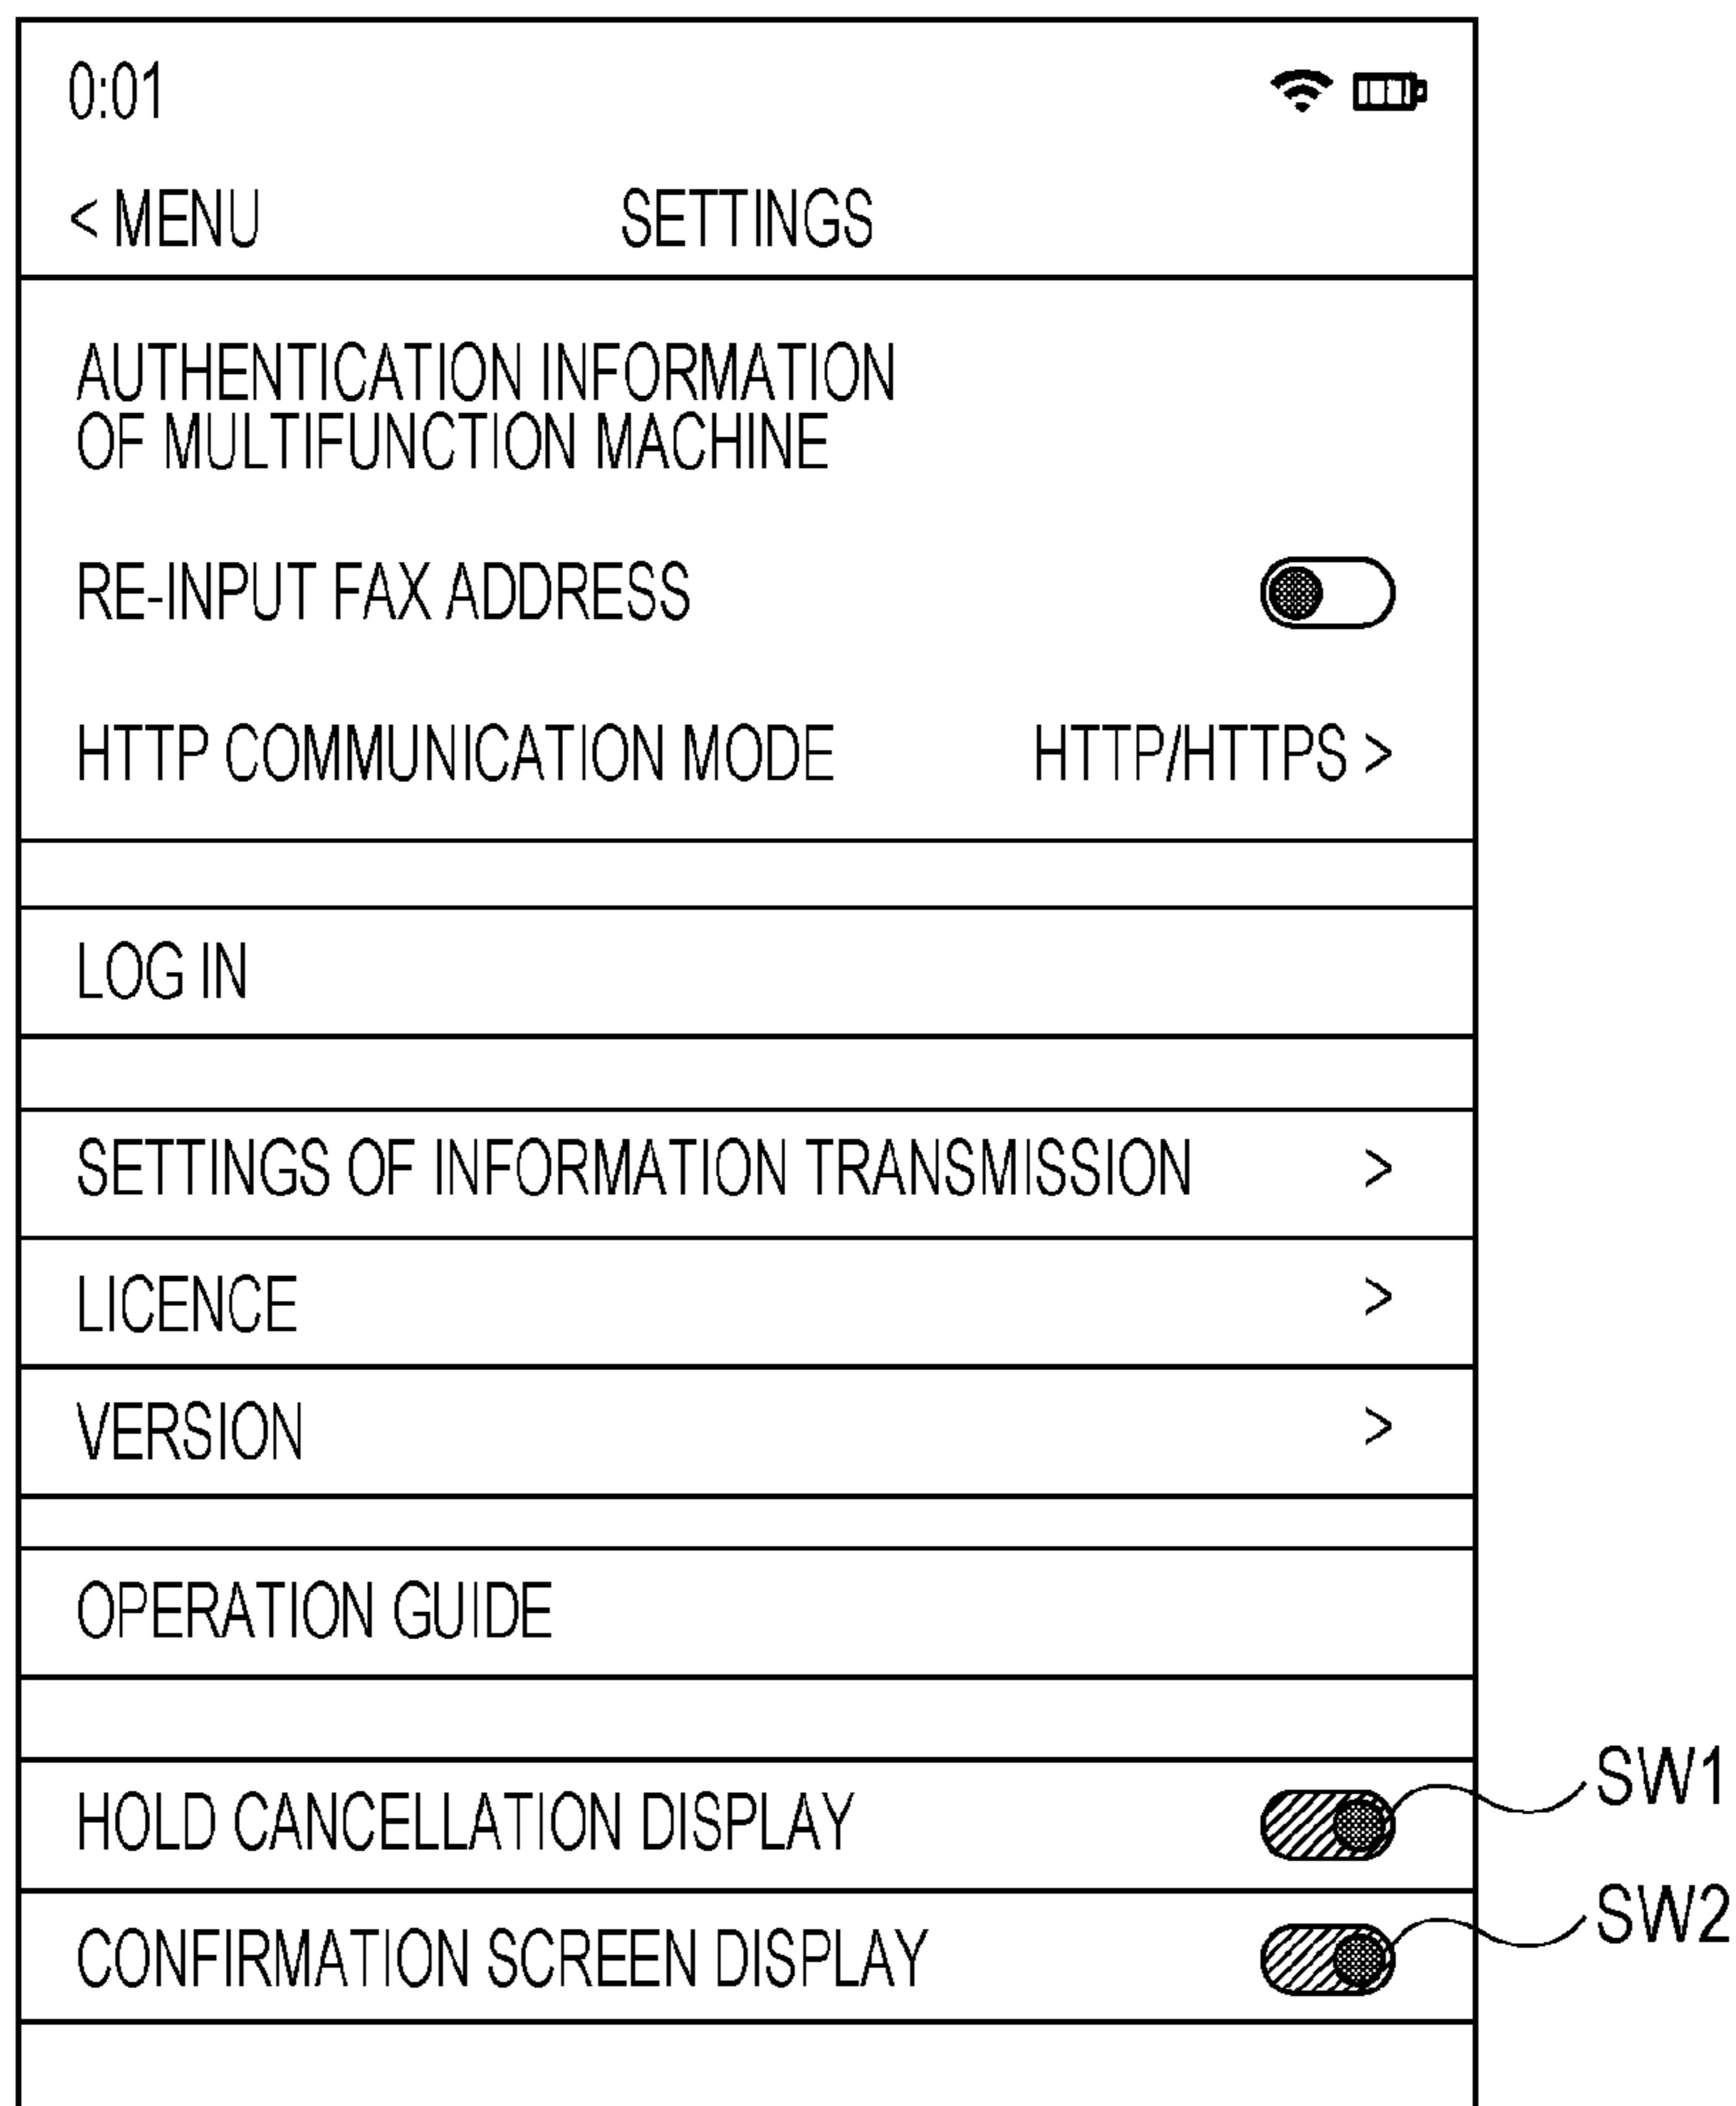 0:01
< MENU SETTINGS
AUTHENTICATION INFORMATION
OF MULTIFUNCTION MACHINE
RE-INPUT FAX ADDRESS
HTTP COMMUNICATION MODE HTTP/HTTPS >
LOG IN
SETTINGS OF INFORMATION TRANSMISSION >
LICENCE >
VERSION >
OPERATION GUIDE
HOLD CANCELLATION DISPLAY SW1
CONFIRMATION SCREEN DISPLAY SW2